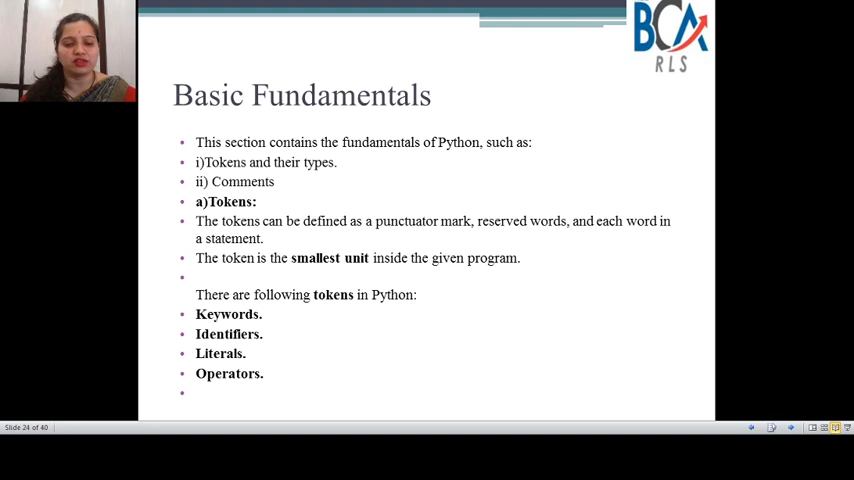 BCA
RLS
Basic Fundamentals
This section contains the fundamentals of Python, such as:
i)Tokens and their types.
ii) Comments
a)Tokens:
The tokens can be defined as a punctuator mark, reserved words, and each word in
a statement.
The token is the smallest unit inside the given program.
There are following tokens in Python:
Keywords.
Identifiers.
Literals.
Operators.
Slide 24 of 40